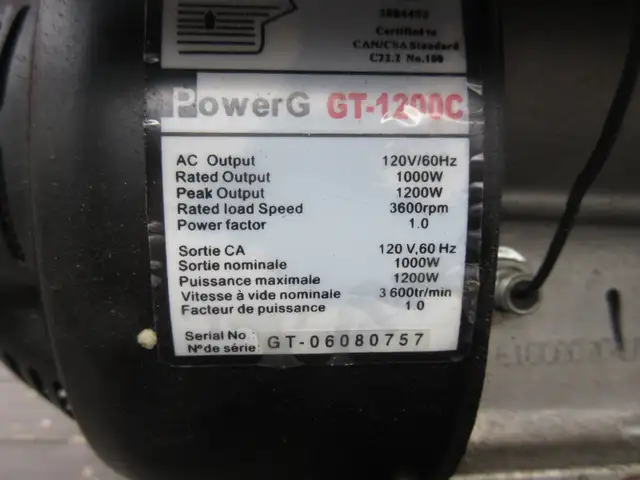 Certified to
CAN/CSA Standard
C22.2 No.100
PowerG GT-1200C
AC Output 120V/60Hz
Rated Output 1000W
Peak Output 1200W
Rated load Speed 3600rpm
Power factor 1.0
Sortie CA 120 V,60 Hz
Sortie nominale 1000W
Puissance maximale 1200W
Vitesse à vide nominale 3 600tr/min
Facteur de puissance 1.0
Serial No :
Nº de série: GT-06080757